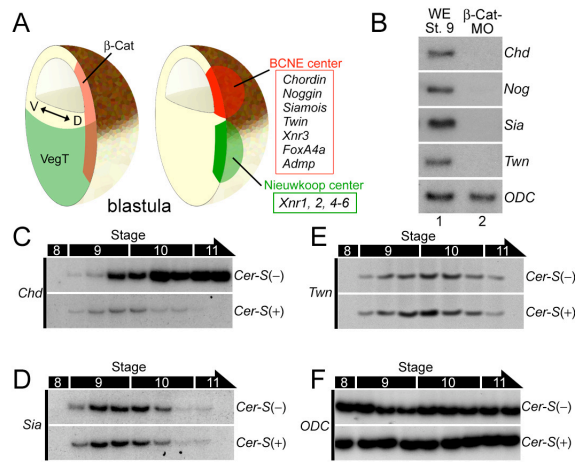 A
β-Cat
V
D
VegT
blastula
BCNE center
Chordin
Noggin
Siamois
Twin
Xnr3
FoxA4a
Admp
Nieuwkoop center
Xnr1, 2, 4-6
B
WE
St. 9
β-Cat-
MO
Chd
Nog
Sia
Twn
ODC
1 2
C
Stage
8 9 10 11
Chd
Cer-S(−)
Cer-S(+)
E
Stage
8 9 10 11
Twn
Cer-S(−)
Cer-S(+)
D
Stage
8 9 10 11
Sia
Cer-S(−)
Cer-S(+)
F
Stage
8 9 10 11
ODC
Cer-S(−)
Cer-S(+)